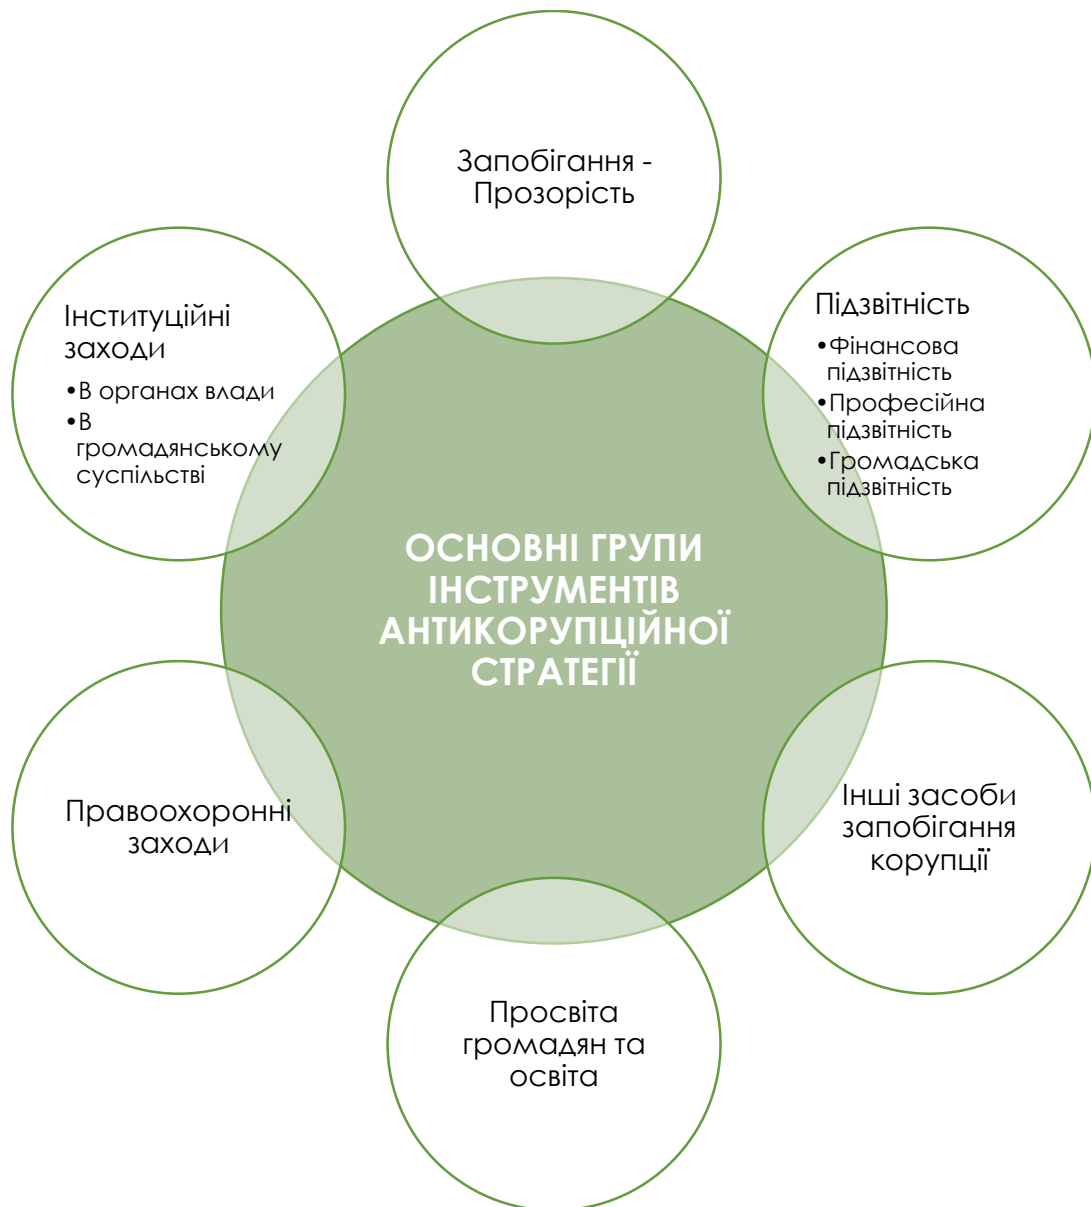 Запобігання -
Прозорість
Інституційні
заходи
•В органах влади
•В
громадянському
суспільстві
Підзвітність
•Фінансова
підзвітність
•Професійна
підзвітність
•Громадська
підзвітність
ОСНОВНІ ГРУПИ
ІНСТРУМЕНТІВ
АНТИКОРУПЦІЙНОЇ
СТРАТЕГІЇ
Правоохоронні
заходи
Інші засоби
запобігання
корупції
Просвіта
громадян та
освіта